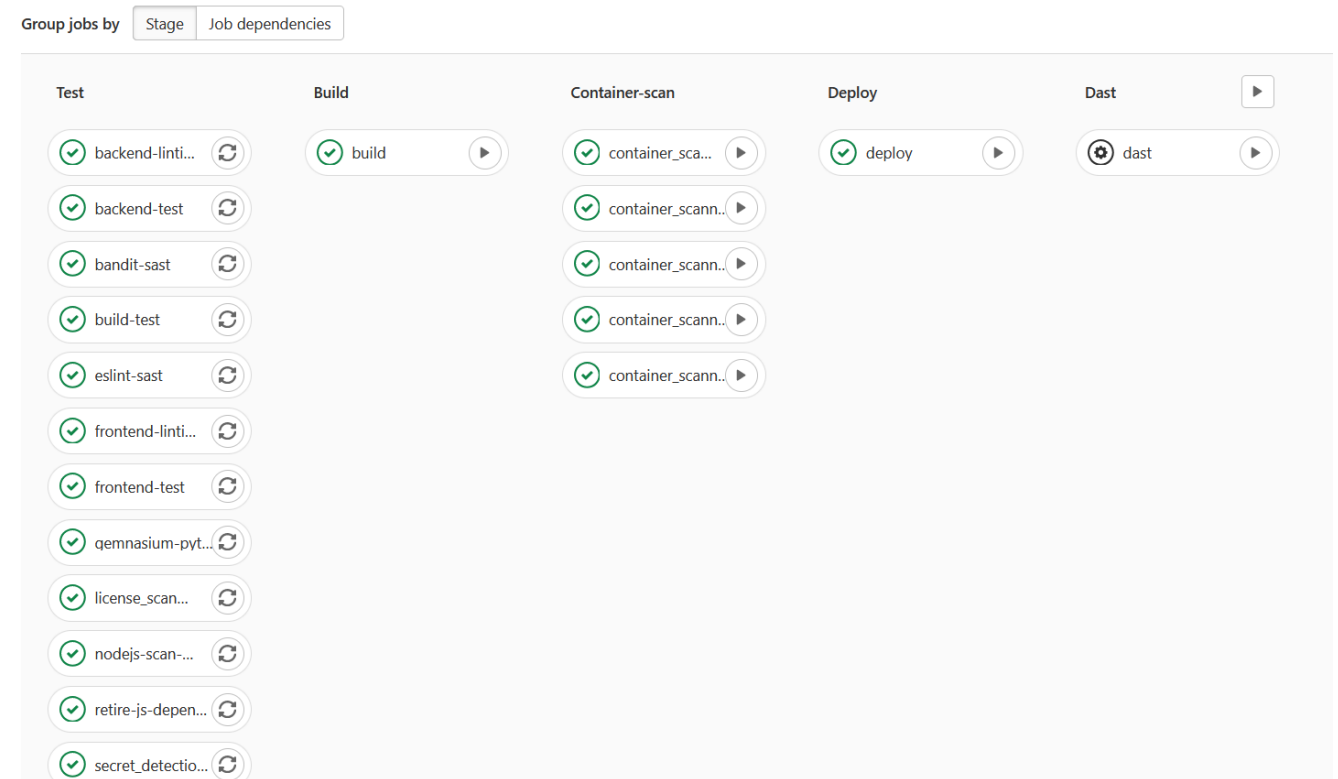 Group jobs by Stage Job dependencies
Test Build Container-scan Deploy Dast
backend-linti... build container_sca... deploy dast
backend-test container_scann..
bandit-sast container_scann..
build-test container_scann..
eslint-sast container_scann..
frontend-linti...
frontend-test
gemnasium-pyt...
license_scan...
nodejs-scan-...
retire-js-depen...
secret_detectio...